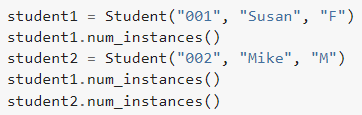 student1 = Student("001", "Susan", "F")
student1.num_instances()
student2 = Student("002", "Mike", "M")
student1.num_instances()
student2.num_instances()